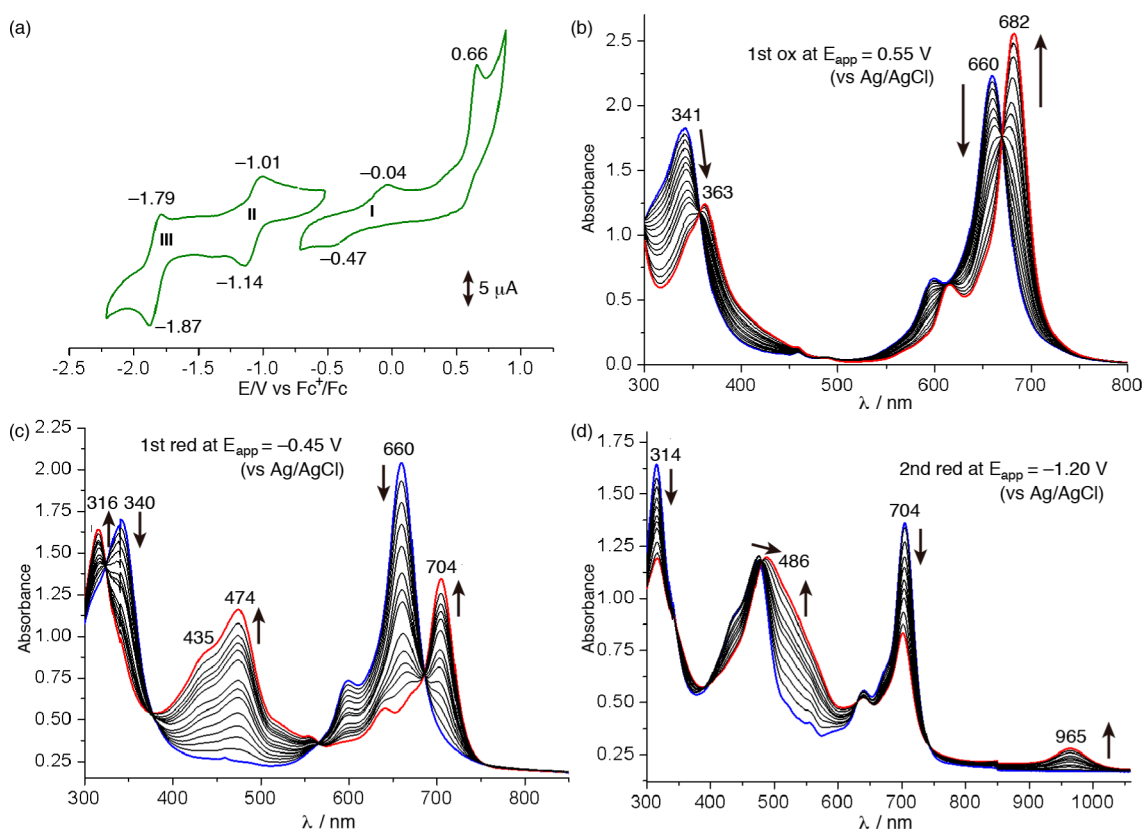 (a)
0.66
−1.01
−0.04
−1.79
II
I
III
−0.47
−1.14
5 µA
−1.87
-2.5 -2.0 -1.5 -1.0 -0.5 0.0 0.5 1.0
E/V vs Fc⁺/Fc
(b)
682
1st ox at Eapp = 0.55 V
(vs Ag/AgCl)
660
341
363
2.5
2.0
1.5
1.0
0.5
0.0
Absorbance
300 400 500 600 700 800
λ / nm
(c)
1st red at Eapp = −0.45 V
(vs Ag/AgCl)
660
316 340
704
474
435
2.25
2.00
1.75
1.50
1.25
1.00
0.75
0.50
0.25
Absorbance
300 400 500 600 700 800
λ / nm
(d)
314
2nd red at Eapp = −1.20 V
(vs Ag/AgCl)
704
486
965
1.75
1.50
1.25
1.00
0.75
0.50
0.25
Absorbance
300 400 500 600 700 800 900 1000
λ / nm